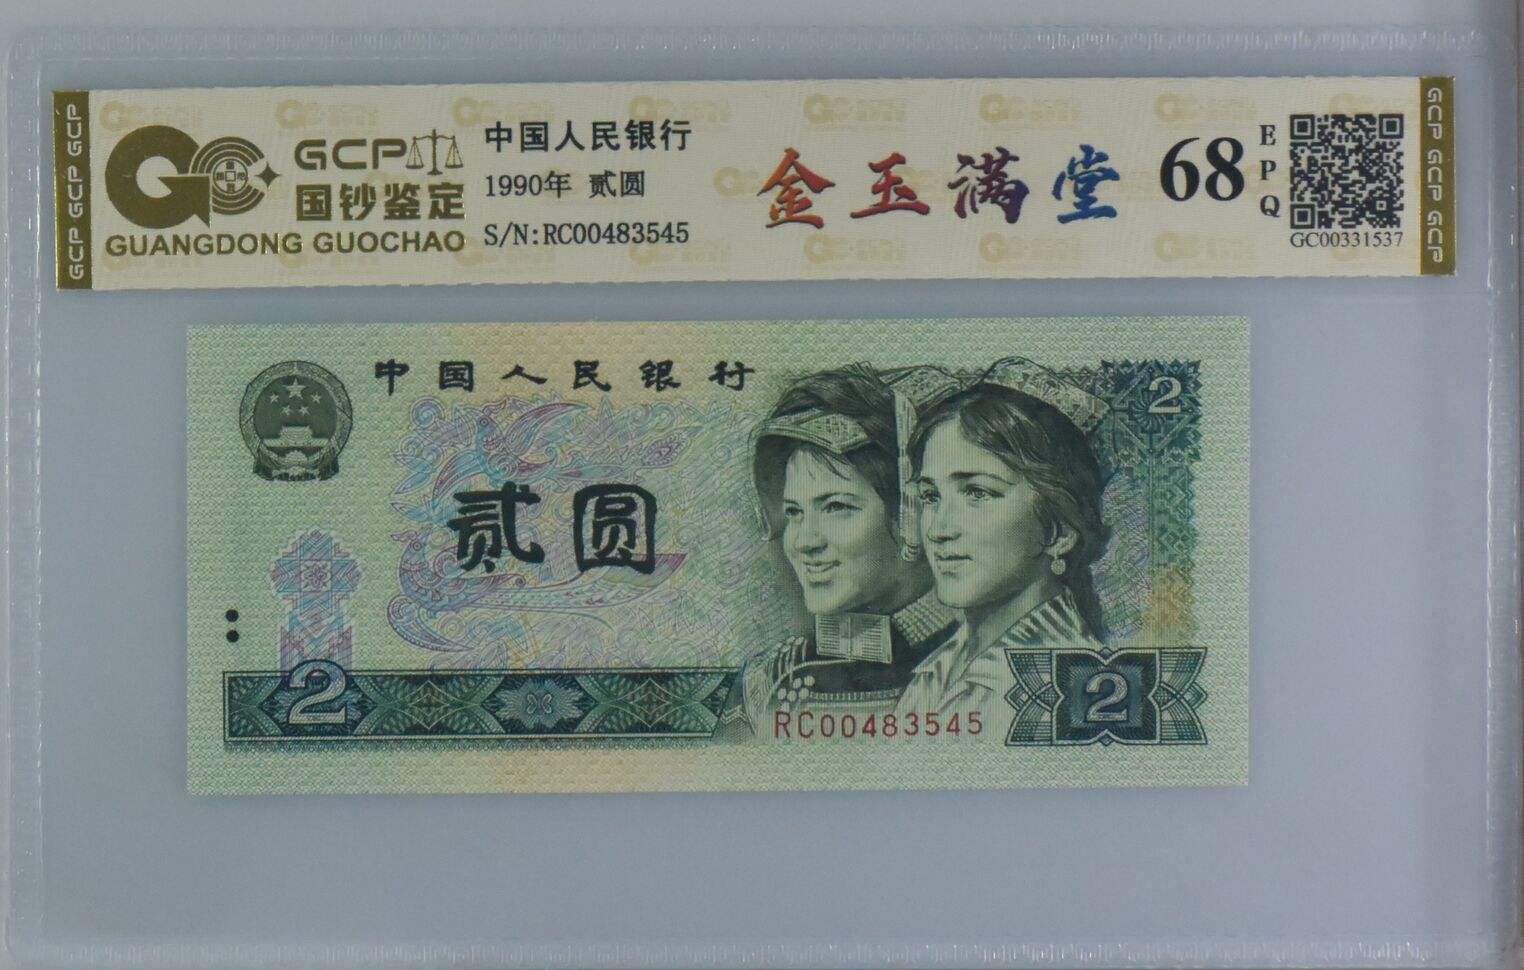 GCP GCP GCP
GCP
国钞鉴定
GUANGDONG GUOCHAO
中国人民银行
1990年 贰圆
S/N:RC00483545
金玉满堂
68
EPQ
GC00331537
GCP GCP GCP
中国人民银行
2
贰圆
2
2
RC00483545